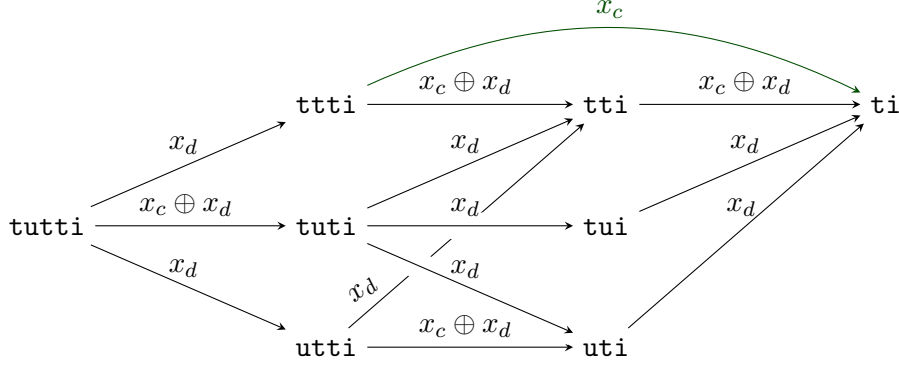 x_c
ttti x_c ⊕ x_d tti x_c ⊕ x_d ti
x_d x_d x_d
tutti x_c ⊕ x_d tuti x_d tui x_d
x_d x_d x_d
utti x_c ⊕ x_d uti